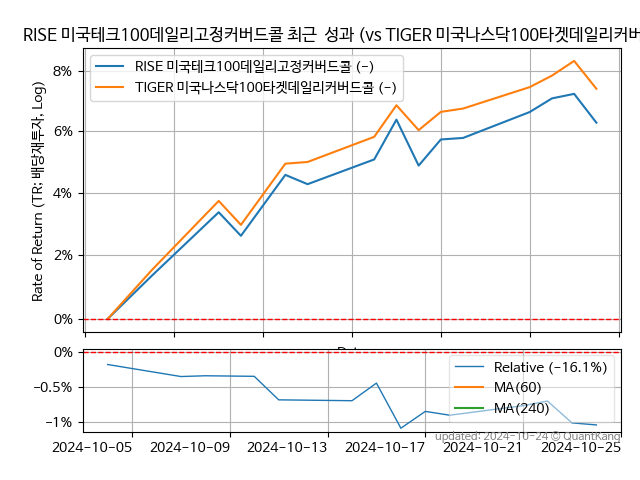 RISE 미국테크100데일리고정커버드콜 최근 성과 (vs TIGER 미국나스닥100타겟데일리커버
RISE 미국테크100데일리고정커버드콜 (-)
TIGER 미국나스닥100타겟데일리커버드콜 (-)
Rate of Return (TR: 배당재투자, Log)
8%
6%
4%
2%
0%
0%
-0.5%
-1%
Relative (-16.1%)
MA(60)
MA(240)
updated: 2024-10-24 © QuantKang
2024-10-05 2024-10-09 2024-10-13 2024-10-17 2024-10-21 2024-10-25